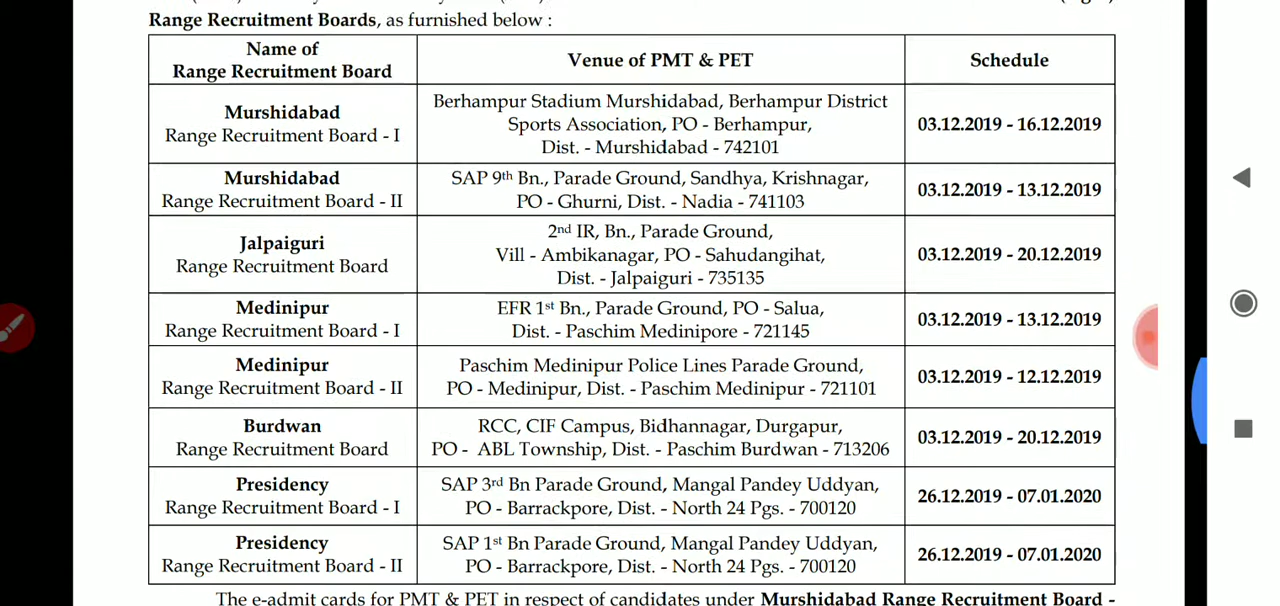 Range Recruitment Boards, as furnished below :
Name of
Range Recruitment Board
Venue of PMT & PET
Schedule
Murshidabad
Range Recruitment Board - I
Berhampur Stadium Murshidabad, Berhampur District
Sports Association, PO - Berhampur,
Dist. - Murshidabad - 742101
03.12.2019 - 16.12.2019
Murshidabad
Range Recruitment Board - II
SAP 9th Bn., Parade Ground, Sandhya, Krishnagar,
PO - Ghurni, Dist. - Nadia - 741103
03.12.2019 - 13.12.2019
Jalpaiguri
Range Recruitment Board
2nd IR, Bn., Parade Ground,
Vill - Ambikanagar, PO - Sahudangihat,
Dist. - Jalpaiguri - 735135
03.12.2019 - 20.12.2019
Medinipur
Range Recruitment Board - I
EFR 1st Bn., Parade Ground, PO - Salua,
Dist. - Paschim Medinipore - 721145
03.12.2019 - 13.12.2019
Medinipur
Range Recruitment Board - II
Paschim Medinipur Police Lines Parade Ground,
PO - Medinipur, Dist. - Paschim Medinipur - 721101
03.12.2019 - 12.12.2019
Burdwan
Range Recruitment Board
RCC, CIF Campus, Bidhannagar, Durgapur,
PO - ABL Township, Dist. - Paschim Burdwan - 713206
03.12.2019 - 20.12.2019
Presidency
Range Recruitment Board - I
SAP 3rd Bn Parade Ground, Mangal Pandey Uddyan,
PO - Barrackpore, Dist. - North 24 Pgs. - 700120
26.12.2019 - 07.01.2020
Presidency
Range Recruitment Board - II
SAP 1st Bn Parade Ground, Mangal Pandey Uddyan,
PO - Barrackpore, Dist. - North 24 Pgs. - 700120
26.12.2019 - 07.01.2020
The e-admit cards for PMT & PET in respect of candidates under Murshidabad Range Recruitment Board -